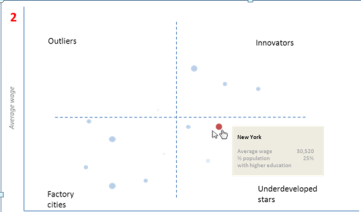 2
Outliers
Innovators
Average wage
New York
Average wage 30,320
% population 25%
with higher education
Factory
cities
Underdeveloped
stars